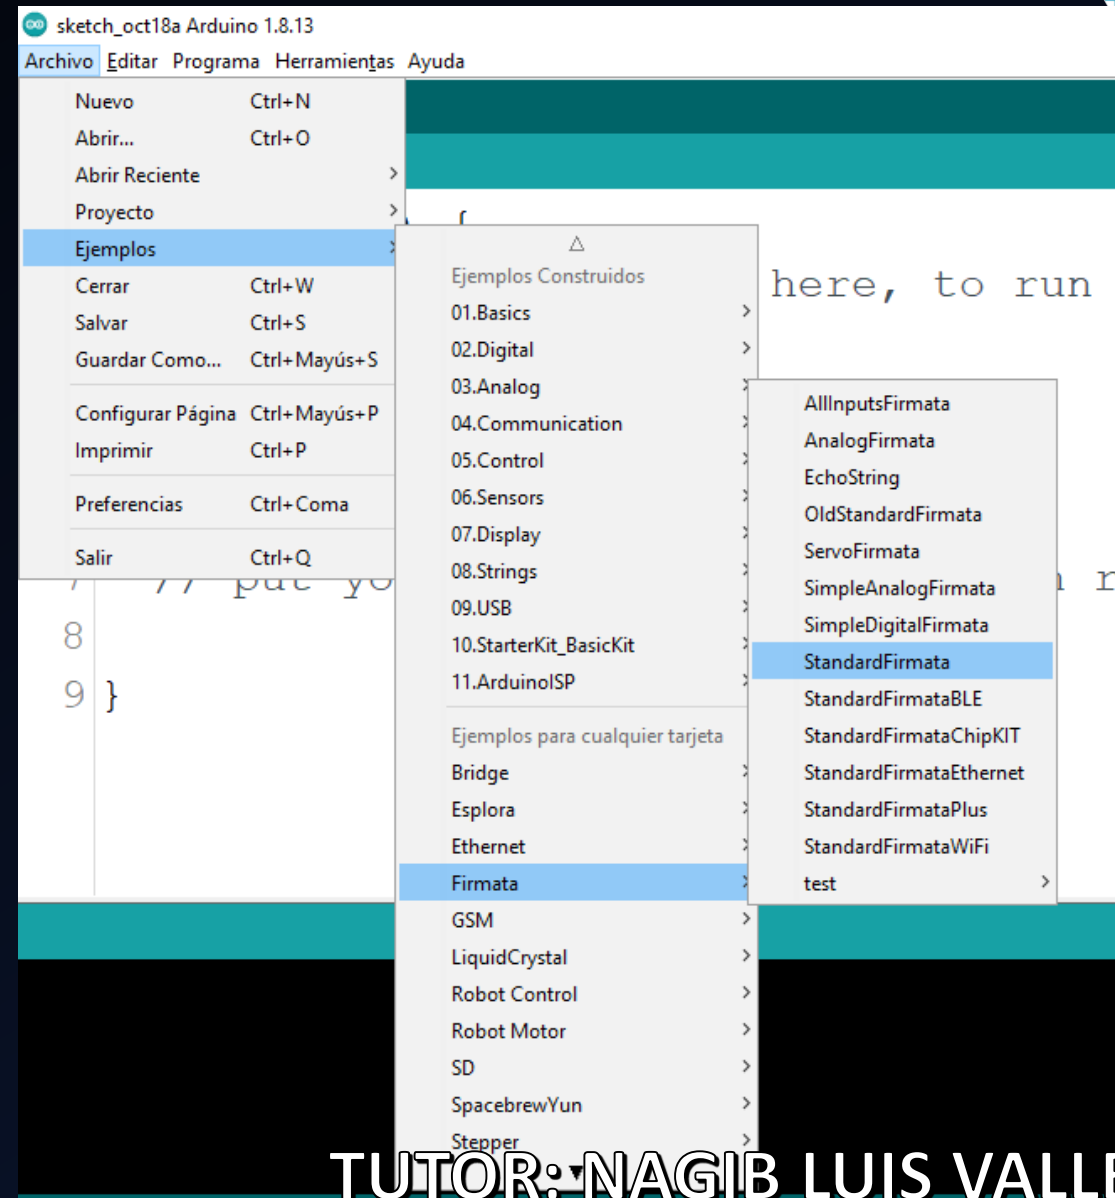 sketch_oct18a Arduino 1.8.13
Archivo Editar Programa Herramientas Ayuda
Nuevo Ctrl+N
Abrir... Ctrl+O
Abrir Reciente
Proyecto
Ejemplos
Cerrar Ctrl+W
Salvar Ctrl+S
Guardar Como... Ctrl+Mayús+S
Configurar Página Ctrl+Mayús+P
Imprimir Ctrl+P
Preferencias Ctrl+Coma
Salir Ctrl+Q
Ejemplos Construidos
01.Basics
02.Digital
03.Analog
04.Communication
05.Control
06.Sensors
07.Display
08.Strings
09.USB
10.StarterKit_BasicKit
11.ArduinoISP
Ejemplos para cualquier tarjeta
Bridge
Esplora
Ethernet
Firmata
GSM
LiquidCrystal
Robot Control
Robot Motor
SD
SpacebrewYun
Stepper
AllInputsFirmata
AnalogFirmata
EchoString
OldStandardFirmata
ServoFirmata
SimpleAnalogFirmata
SimpleDigitalFirmata
StandardFirmata
StandardFirmataBLE
StandardFirmataChipKIT
StandardFirmataEthernet
StandardFirmataPlus
StandardFirmataWiFi
test
{
here, to run
7 // put yo
8
9 }
TUTOR: NAGIB LUIS VALLE